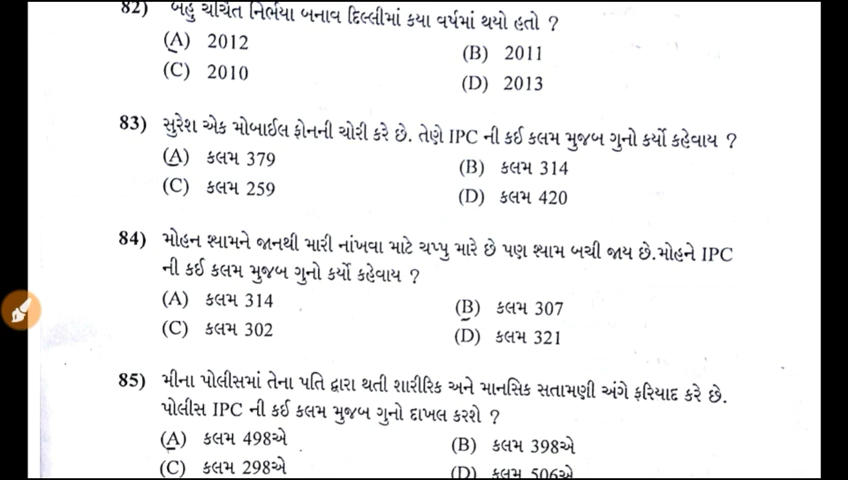 82) બહુ ચર્ચિત નિર્ભયા બનાવ દિલ્લીમાં કયા વર્ષમાં થયો હતો ?
(A) 2012
(B) 2011
(C) 2010
(D) 2013
83) સુરેશ એક મોબાઈલ ફોનની ચોરી કરે છે. તેણે IPC ની કઈ કલમ મુજબ ગુનો કર્યો કહેવાય ?
(A) કલમ 379
(B) કલમ 314
(C) કલમ 259
(D) કલમ 420
84) મોહન શ્યામને જાનથી મારી નાંખવા માટે ચપ્પુ મારે છે પણ શ્યામ બચી જાય છે.મોહને IPC
ની કઈ કલમ મુજબ ગુનો કર્યો કહેવાય ?
(A) કલમ 314
(B) કલમ 307
(C) કલમ 302
(D) કલમ 321
85) મીના પોલીસમાં તેના પતિ દ્વારા થતી શારીરિક અને માનસિક સતામણી અંગે ફરિયાદ કરે છે.
પોલીસ IPC ની કઈ કલમ મુજબ ગુનો દાખલ કરશે ?
(A) કલમ 498એ
(B) કલમ 398એ
(C) કલમ 298એ
(D) કલમ 506એ